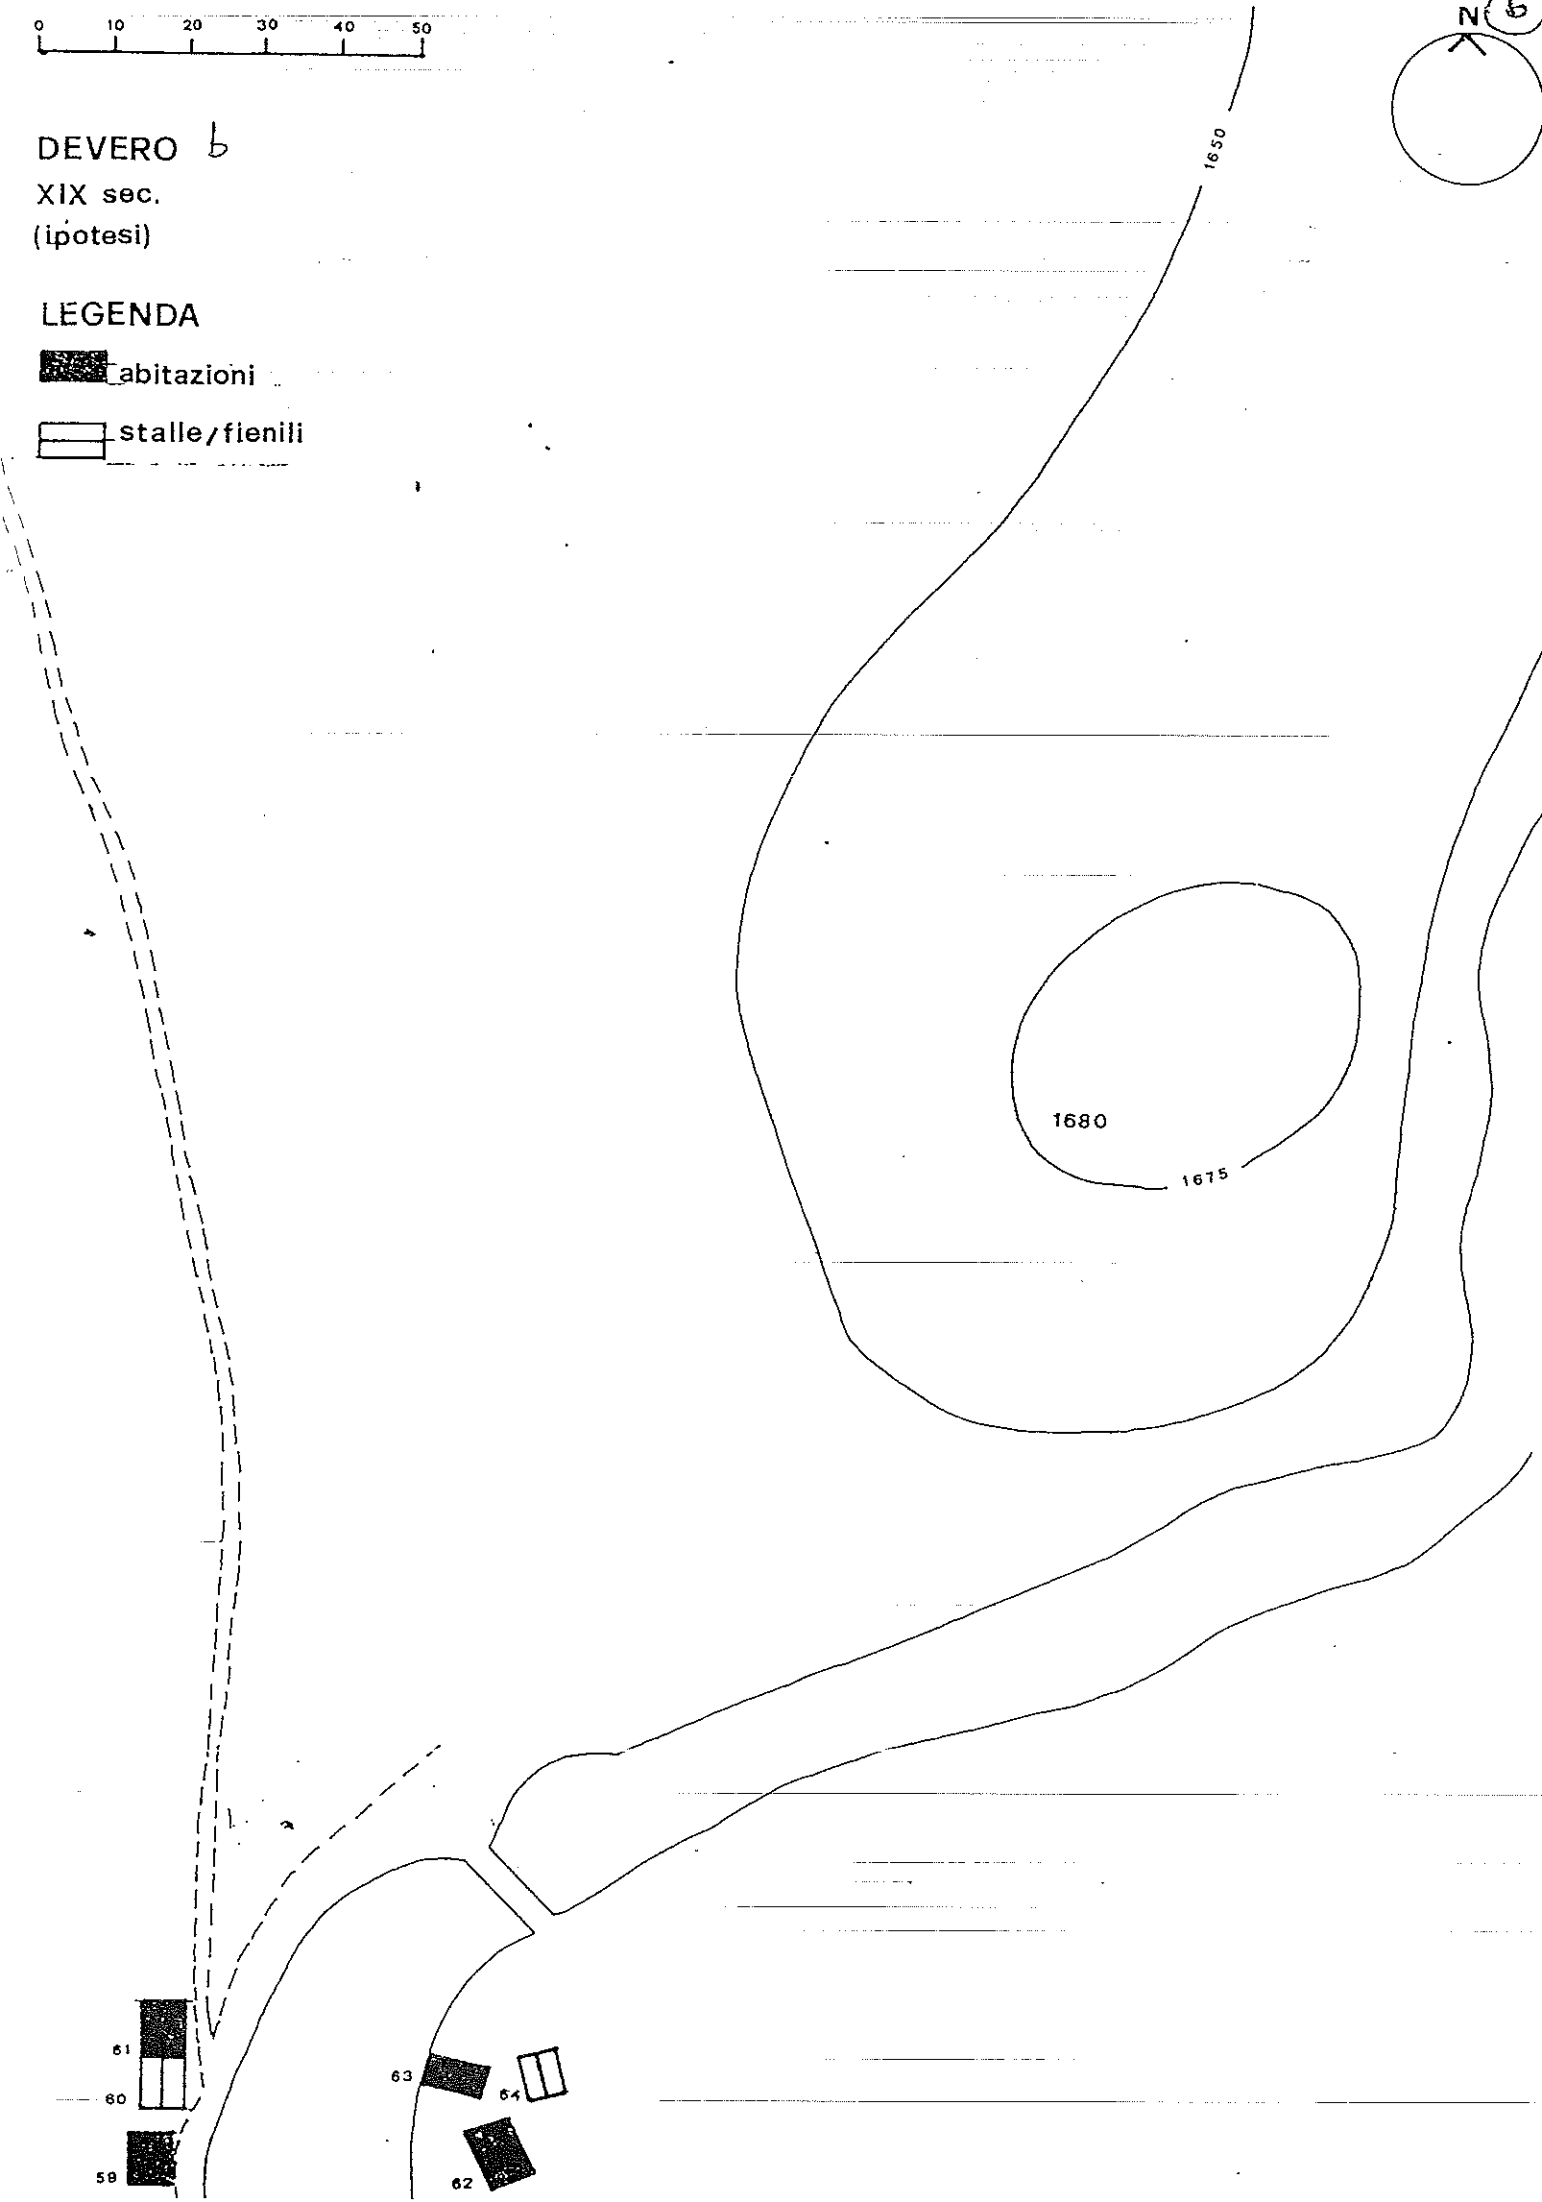 0 10 20 30 40 50
N b
DEVERO b
XIX sec.
(ipotesi)
LEGENDA
abitazioni
stalle/fienili
1650
1680
1675
61
60
59
63
64
62